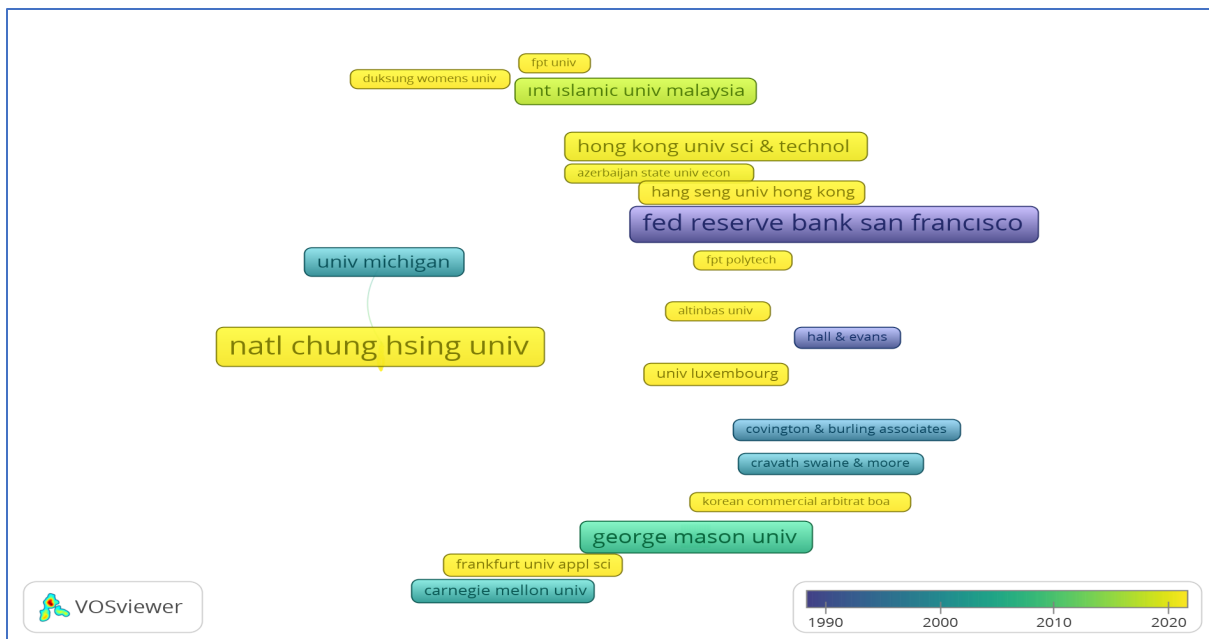 fpt univ
duksung womens univ
ınt ıslamic univ malaysia
hong kong univ sci & technol
azerbaijan state univ econ
hang seng univ hong kong
fed reserve bank san francısco
univ michigan
fpt polytech
altinbas univ
natl chung hsing univ
hall & evans
univ luxembourg
covington & burling associates
cravath swaine & moore
korean commercial arbitrat boa
george mason univ
frankfurt univ appl sci
carnegie mellon univ
VOSviewer
1990 2000 2010 2020